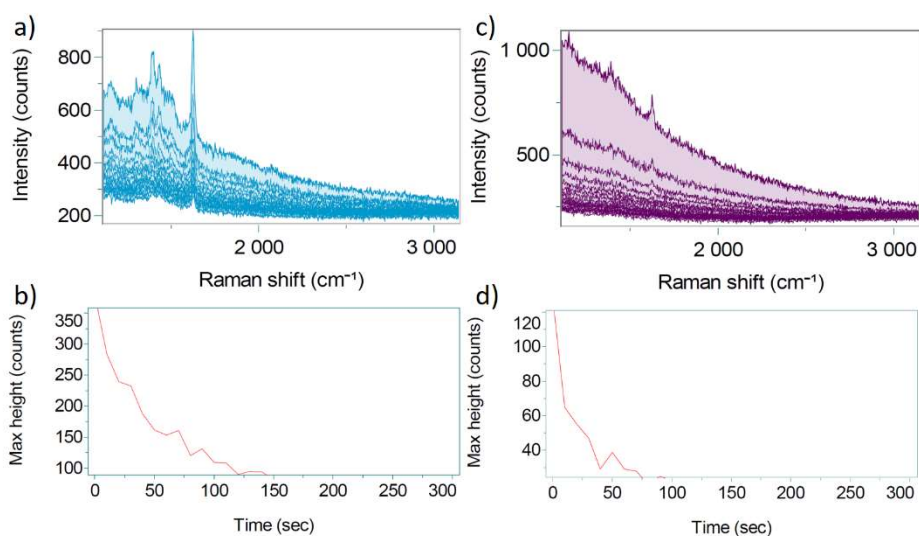 a)
Intensity (counts)
800
600
400
200
2 000
3 000
Raman shift (cm⁻¹)
b)
Max height (counts)
350
300
250
200
150
100
0
50
100
150
200
250
300
Time (sec)
c)
Intensity (counts)
1 000
500
2 000
3 000
Raman shift (cm⁻¹)
d)
Max height (counts)
120
100
80
60
40
0
50
100
150
200
250
300
Time (sec)